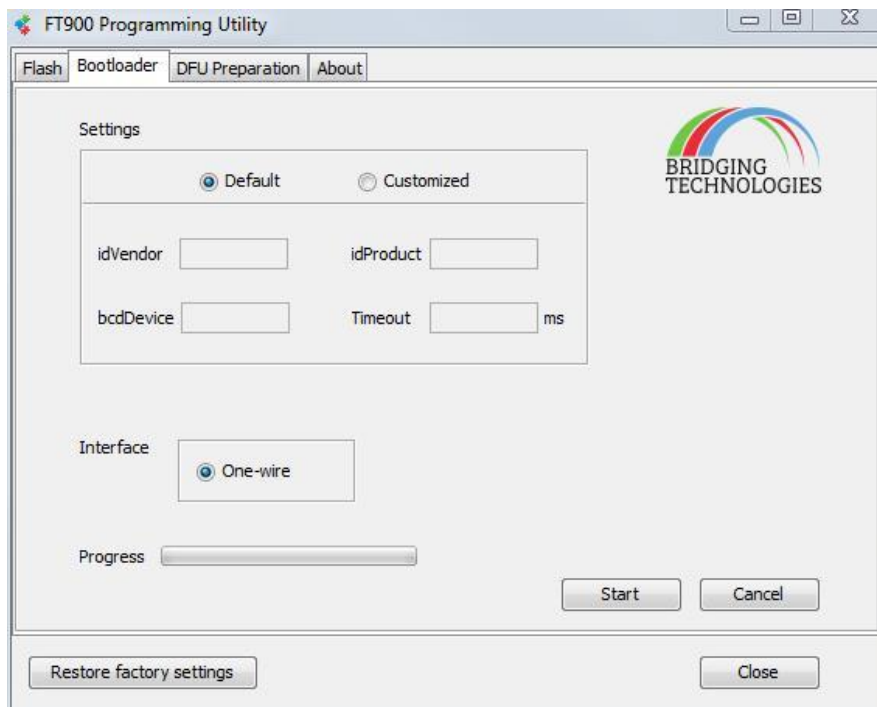 FT900 Programming Utility
Flash Bootloader DFU Preparation About
Settings
BRIDGING
TECHNOLOGIES
Default Customized
idVendor idProduct
bcdDevice Timeout ms
Interface
One-wire
Progress
Start Cancel
Restore factory settings Close